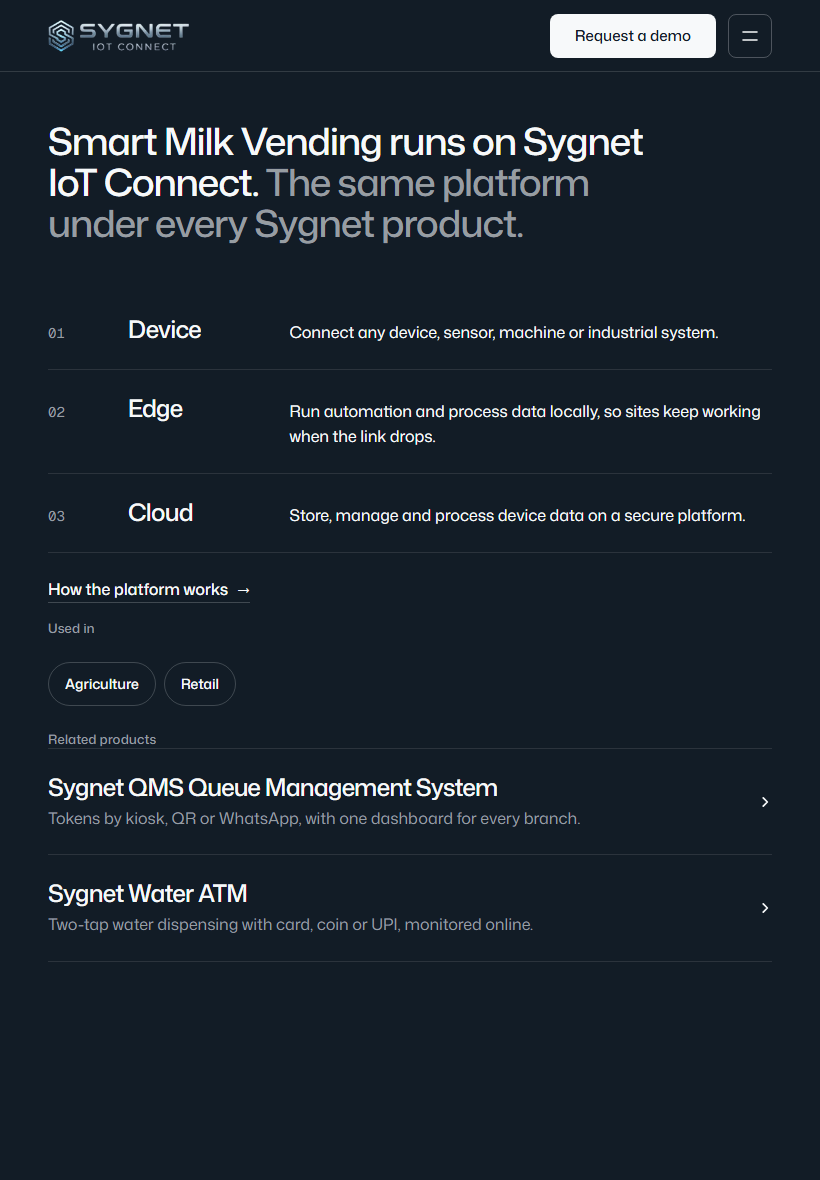 SYGNET
IOT CONNECT
Request a demo
Smart Milk Vending runs on Sygnet
IoT Connect. The same platform
under every Sygnet product.
01 Device Connect any device, sensor, machine or industrial system.
02 Edge Run automation and process data locally, so sites keep working
when the link drops.
03 Cloud Store, manage and process device data on a secure platform.
How the platform works →
Used in
Agriculture Retail
Related products
Sygnet QMS Queue Management System
Tokens by kiosk, QR or WhatsApp, with one dashboard for every branch.
Sygnet Water ATM
Two-tap water dispensing with card, coin or UPI, monitored online.